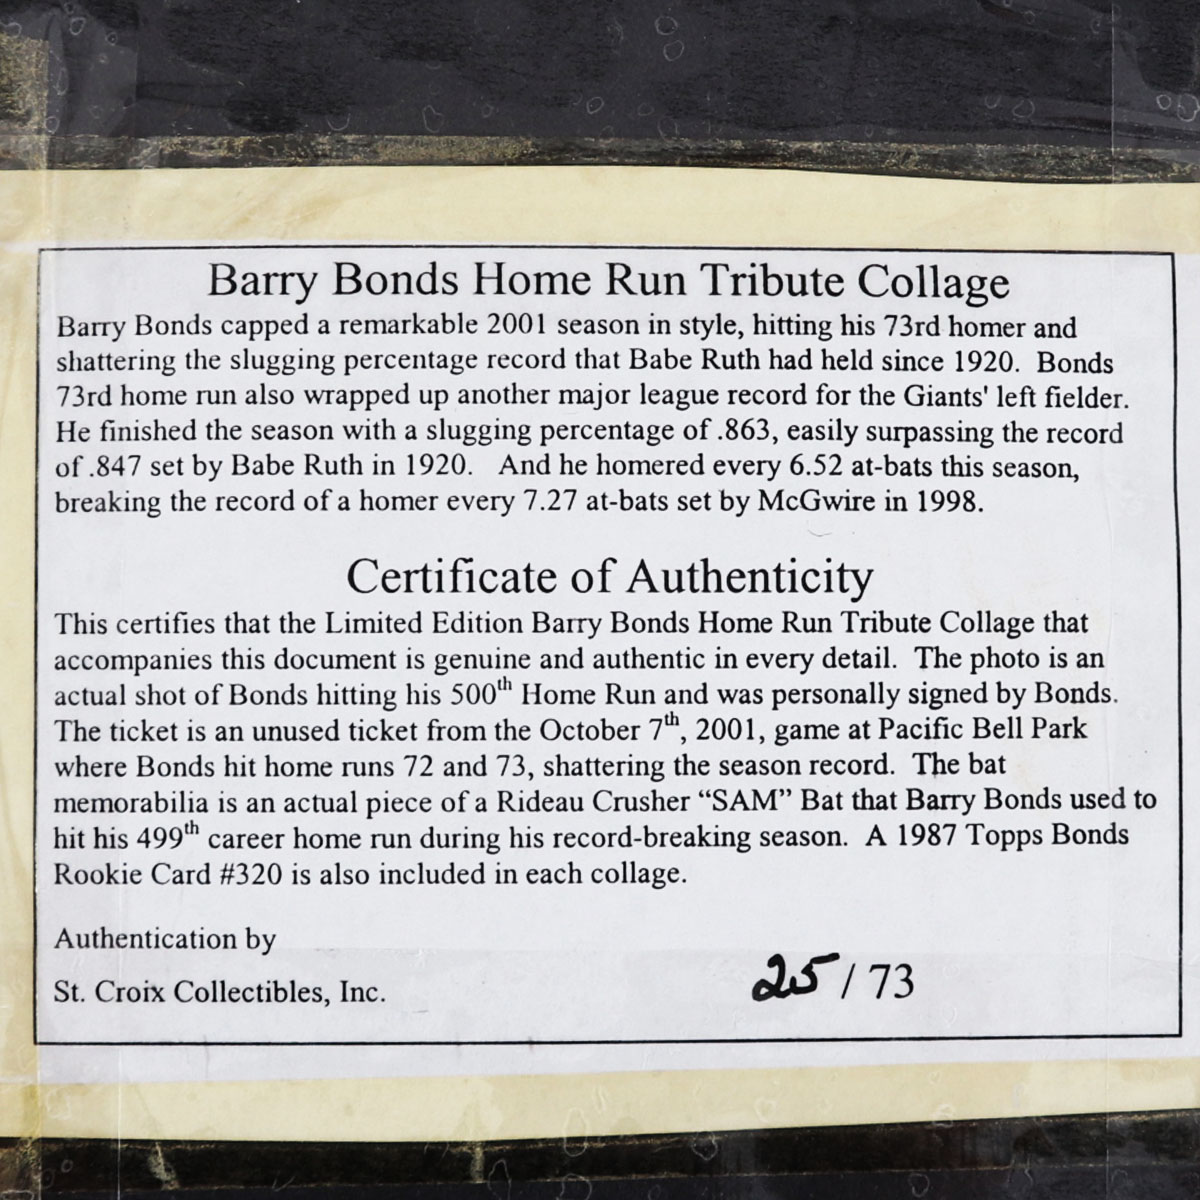 Barry Bonds Home Run Tribute Collage
Barry Bonds capped a remarkable 2001 season in style, hitting his 73rd homer and
shattering the slugging percentage record that Babe Ruth had held since 1920.  Bonds
73rd home run also wrapped up another major league record for the Giants' left fielder.
He finished the season with a slugging percentage of .863, easily surpassing the record
of .847 set by Babe Ruth in 1920.   And he homered every 6.52 at-bats this season,
breaking the record of a homer every 7.27 at-bats set by McGwire in 1998.
Certificate of Authenticity
This certifies that the Limited Edition Barry Bonds Home Run Tribute Collage that
accompanies this document is genuine and authentic in every detail.  The photo is an
actual shot of Bonds hitting his 500th Home Run and was personally signed by Bonds.
The ticket is an unused ticket from the October 7th, 2001, game at Pacific Bell Park
where Bonds hit home runs 72 and 73, shattering the season record.  The bat
memorabilia is an actual piece of a Rideau Crusher “SAM” Bat that Barry Bonds used to
hit his 499th career home run during his record-breaking season.  A 1987 Topps Bonds
Rookie Card #320 is also included in each collage.
Authentication by
St. Croix Collectibles, Inc.
25 / 73